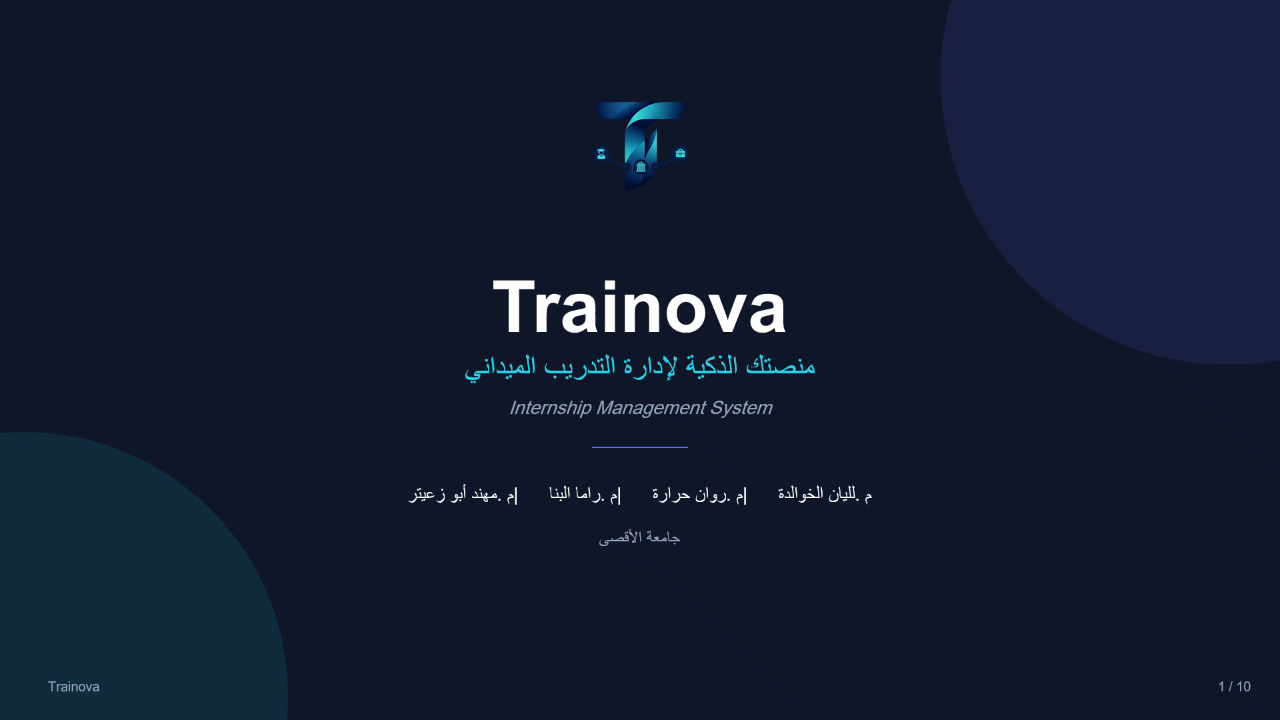 Trainova
منصتك الذكية لإدارة التدريب الميداني
Internship Management System
م .لليان الخوالدة |م .روان حرارة |م .راما البنا |م .مهند أبو زعيتر
جامعة الأقصى
Trainova
1 / 10